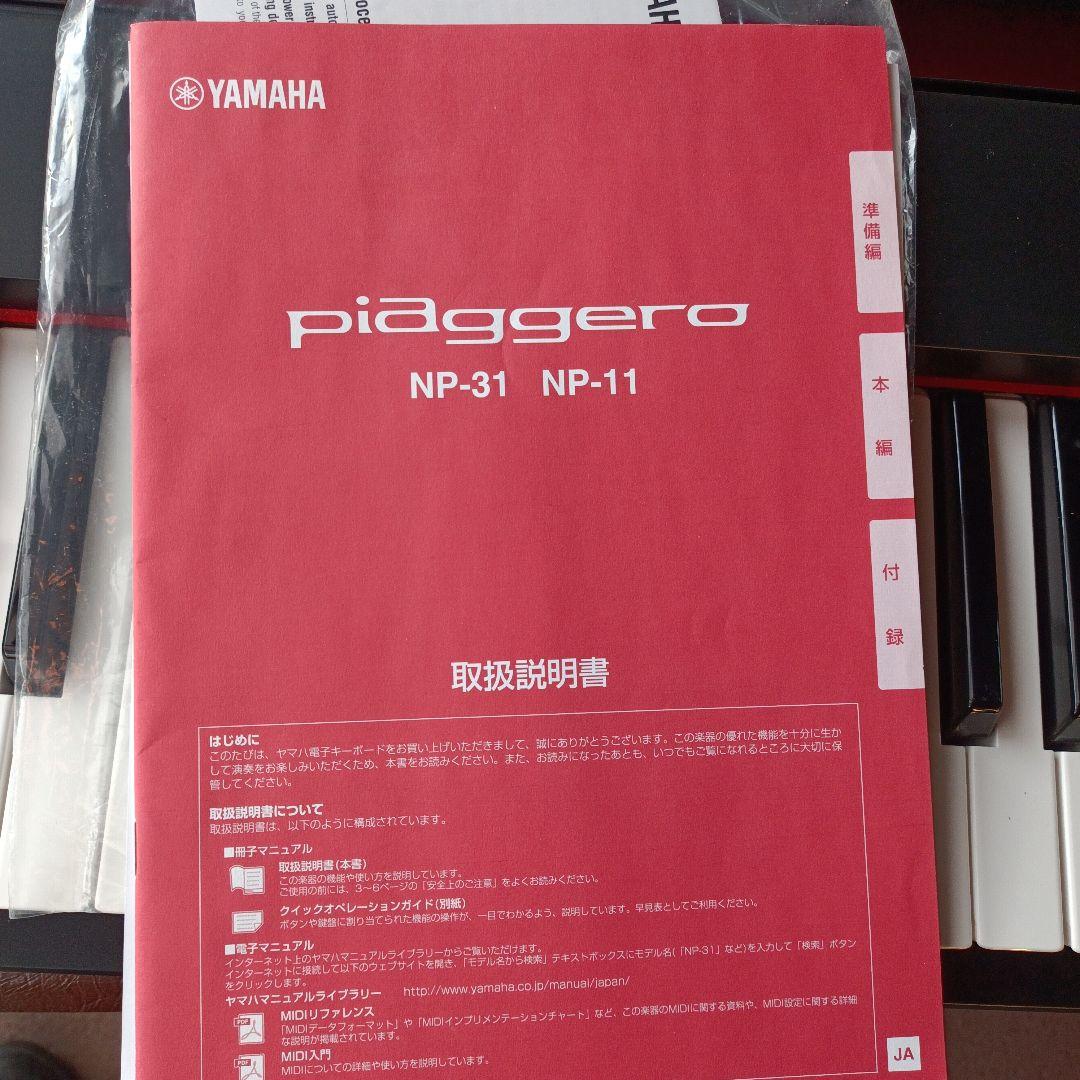 YAMAHA
piaggero
NP-31 NP-11
準備編
本編
付録
取扱説明書
はじめに
このたびは、ヤマハ電子キーボードをお買い上げいただきまして、誠にありがとうございます。この楽器の優れた機能を十分に生か
して演奏をお楽しみいただくため、本書をお読みください。また、お読みになったあとも、いつでもご覧になれるところに大切に保
管してください。
取扱説明書について
取扱説明書は、以下のように構成されています。
■冊子マニュアル
取扱説明書(本書)
この楽器の機能や使い方を説明しています。
ご使用の前には、3~6ページの「安全上のご注意」をよくお読みください。
クイックオペレーションガイド(別紙)
ボタンや鍵盤に割り当てられた機能の操作が、一目でわかるよう、説明しています。早見表としてご利用ください。
■電子マニュアル
インターネット上のヤマハマニュアルライブラリーからご覧いただけます。
インターネットに接続して以下のウェブサイトを開き、「モデル名から検索」テキストボックスにモデル名(「NP-31」など)を入力して「検索」ボタン
をクリックします。
ヤマハマニュアルライブラリー http://www.yamaha.co.jp/manual/japan/
PDF
MIDIリファレンス
「MIDIデータフォーマット」や「MIDIインプリメンテーションチャート」など、この楽器のMIDIに関する資料や、MIDI設定に関する詳細
な説明が掲載されています。
PDF
MIDI入門
MIDIについての詳細や使い方を説明しています。
JA